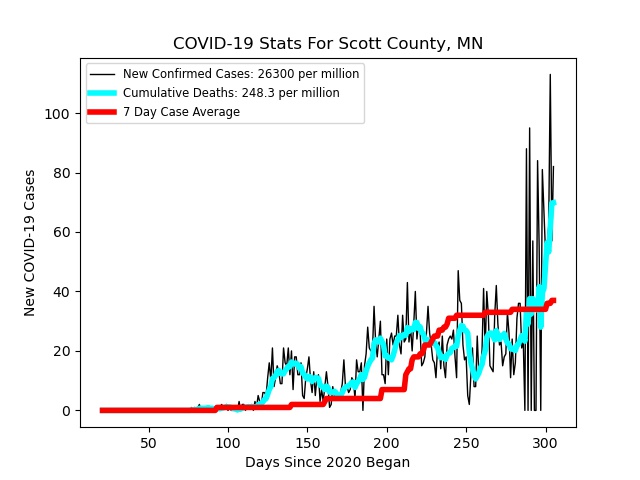 COVID-19 Stats For Scott County, MN
New Confirmed Cases: 26300 per million
Cumulative Deaths: 248.3 per million
7 Day Case Average
New COVID-19 Cases
100
80
60
40
20
0
50 100 150 200 250 300
Days Since 2020 Began